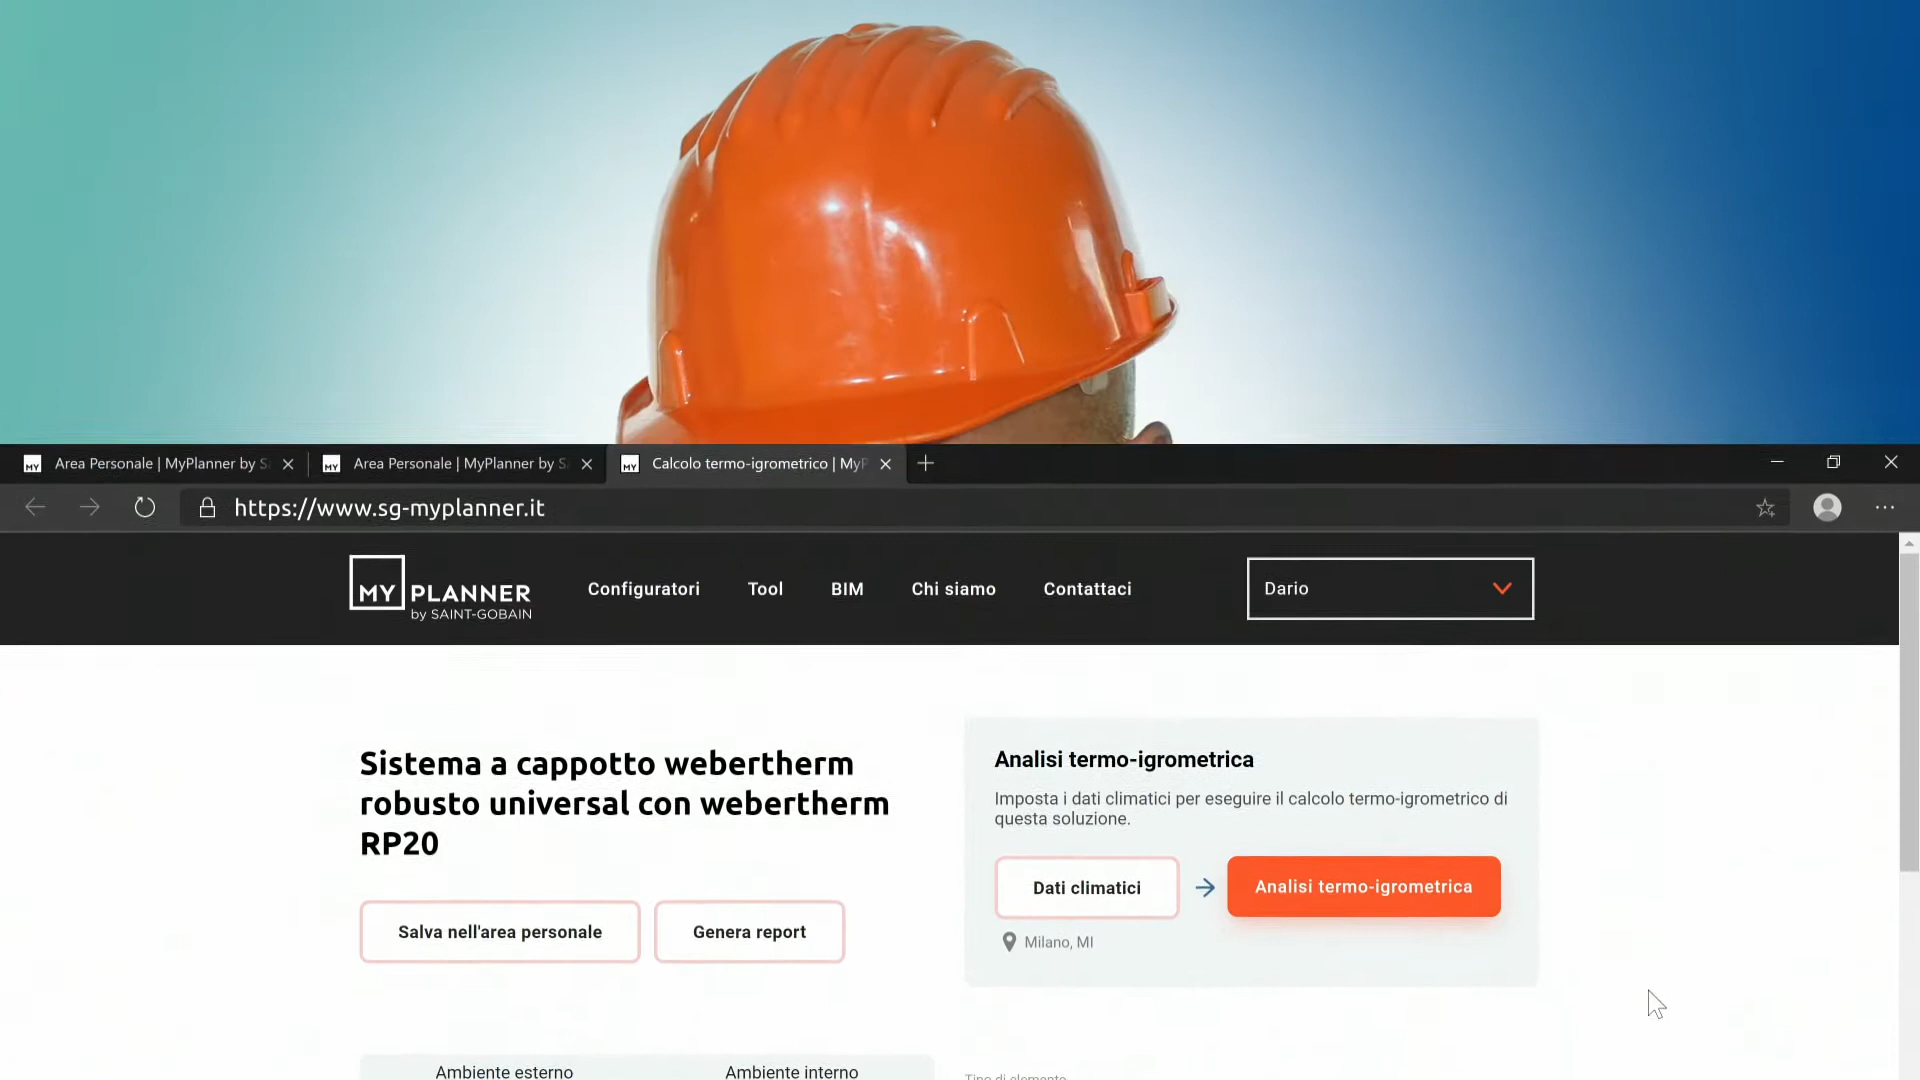 Area Personale | MyPlanner by S
Area Personale | MyPlanner by S
Calcolo termo-igrometrico | MyP
https://www.sg-myplanner.it
MY PLANNER
by SAINT-GOBAIN
Configuratori
Tool
BIM
Chi siamo
Contattaci
Dario
Sistema a cappotto webertherm
robusto universal con webertherm
RP20
Salva nell'area personale
Genera report
Analisi termo-igrometrica
Imposta i dati climatici per eseguire il calcolo termo-igrometrico di
questa soluzione.
Dati climatici
Analisi termo-igrometrica
Milano, MI
Ambiente esterno
Ambiente interno
Tipo di elemento